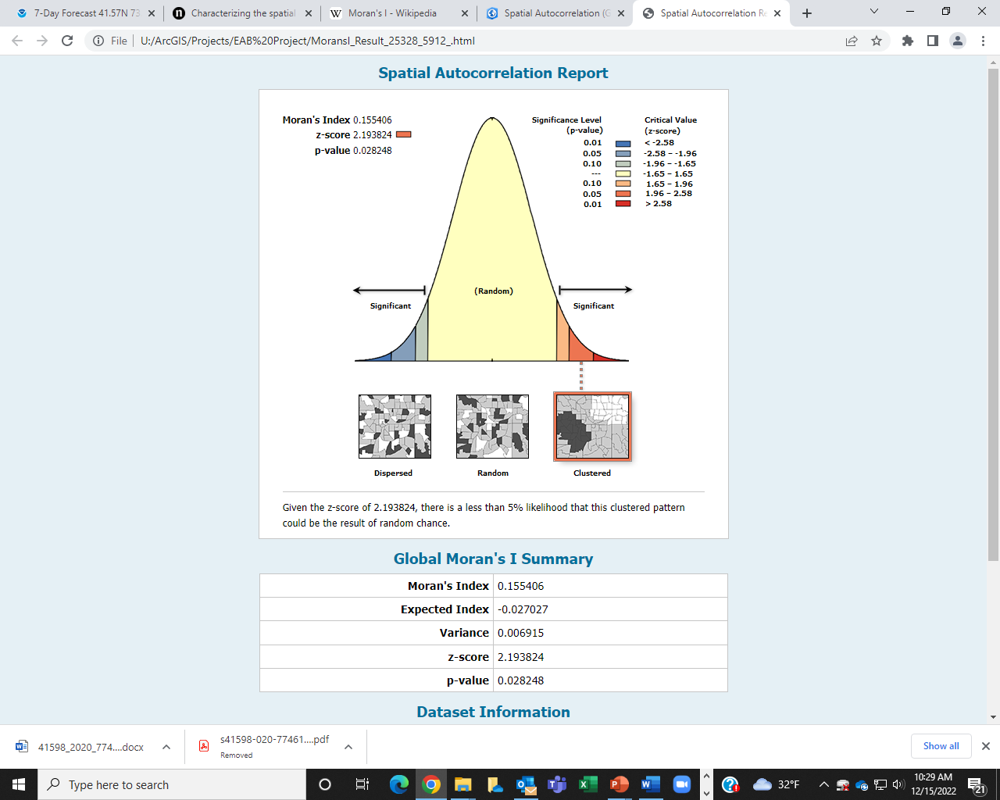 7-Day Forecast 41.57N 73
Characterizing the spatial
Moran's I - Wikipedia
Spatial Autocorrelation (G
Spatial Autocorrelation Re
File
U:/ArcGIS/Projects/EAB%20Project/MoransI_Result_25328_5912_.html
Spatial Autocorrelation Report
Moran's Index 0.155406
z-score 2.193824
p-value 0.028248
Significance Level
(p-value)
Critical Value
(z-score)
0.01 < -2.58
0.05 -2.58 – -1.96
0.10 -1.96 – -1.65
--- -1.65 – 1.65
0.10 1.65 – 1.96
0.05 1.96 – 2.58
0.01 > 2.58
(Random)
Significant
Significant
Dispersed
Random
Clustered
Given the z-score of 2.193824, there is a less than 5% likelihood that this clustered pattern
could be the result of random chance.
Global Moran's I Summary
Moran's Index 0.155406
Expected Index -0.027027
Variance 0.006915
z-score 2.193824
p-value 0.028248
Dataset Information
41598_2020_774....docx
s41598-020-77461....pdf
Removed
Show all
Type here to search
32°F
10:29 AM
12/15/2022
21